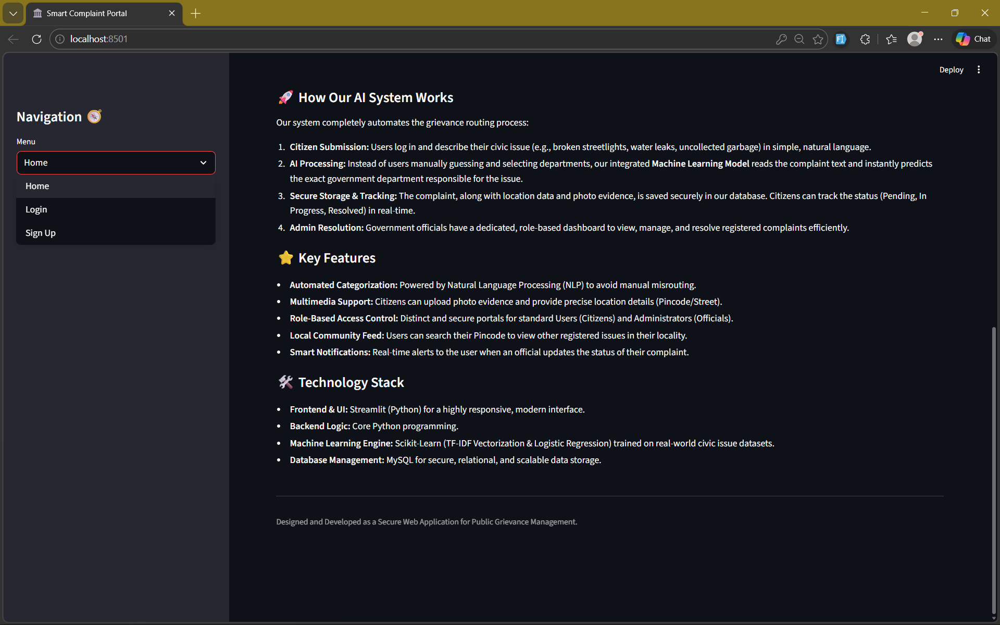 Smart Complaint Portal
localhost:8501
Chat
Deploy
Navigation
Menu
Home
Home
Login
Sign Up
How Our AI System Works
Our system completely automates the grievance routing process:
1. Citizen Submission: Users log in and describe their civic issue (e.g., broken streetlights, water leaks, uncollected garbage) in simple, natural language.
2. AI Processing: Instead of users manually guessing and selecting departments, our integrated Machine Learning Model reads the complaint text and instantly predicts
the exact government department responsible for the issue.
3. Secure Storage & Tracking: The complaint, along with location data and photo evidence, is saved securely in our database. Citizens can track the status (Pending, In
Progress, Resolved) in real-time.
4. Admin Resolution: Government officials have a dedicated, role-based dashboard to view, manage, and resolve registered complaints efficiently.
Key Features
• Automated Categorization: Powered by Natural Language Processing (NLP) to avoid manual misrouting.
• Multimedia Support: Citizens can upload photo evidence and provide precise location details (Pincode/Street).
• Role-Based Access Control: Distinct and secure portals for standard Users (Citizens) and Administrators (Officials).
• Local Community Feed: Users can search their Pincode to view other registered issues in their locality.
• Smart Notifications: Real-time alerts to the user when an official updates the status of their complaint.
Technology Stack
• Frontend & UI: Streamlit (Python) for a highly responsive, modern interface.
• Backend Logic: Core Python programming.
• Machine Learning Engine: Scikit-Learn (TF-IDF Vectorization & Logistic Regression) trained on real-world civic issue datasets.
• Database Management: MySQL for secure, relational, and scalable data storage.
Designed and Developed as a Secure Web Application for Public Grievance Management.